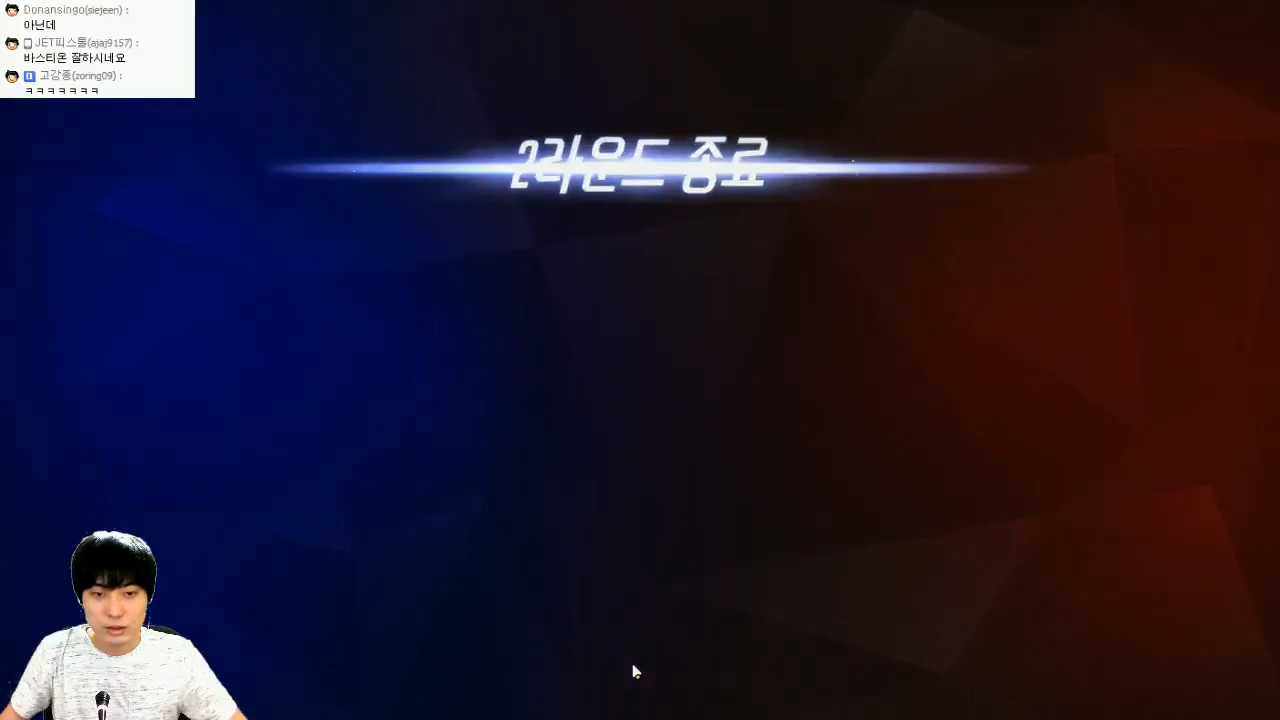 Donansingo(siejeen) :
아닌데
JET피스톨(ajaj9157) :
바스티온 잘하시네요
고강종(zoring09) :
ㅋㅋㅋㅋㅋㅋㅋ
2라운드 종료